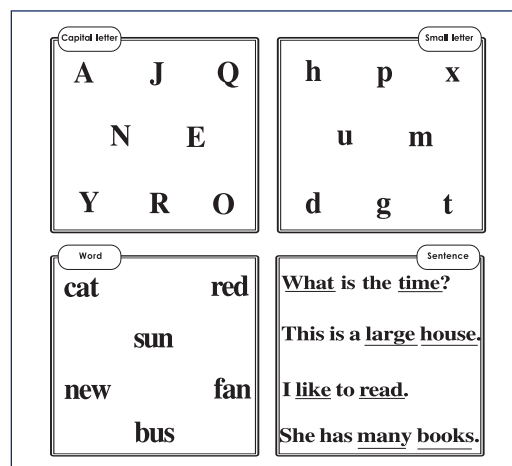 Capital letter
A J Q
N E
Y R O
Small letter
h p x
u m
d g t
Word
cat red
sun
new fan
bus
Sentence
What is the time?
This is a large house.
I like to read.
She has many books.